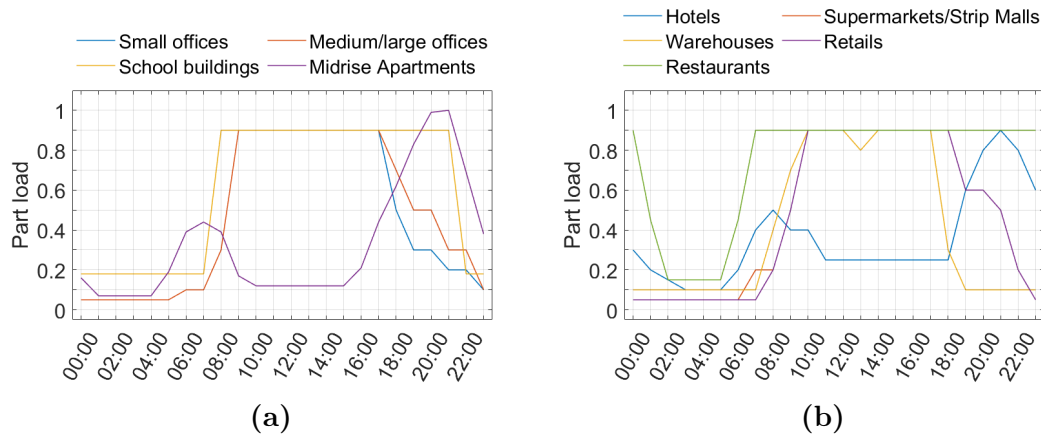 Small offices
Medium/large offices
School buildings
Midrise Apartments
Part load
1
0.8
0.6
0.4
0.2
0
00:00
02:00
04:00
06:00
08:00
10:00
12:00
14:00
16:00
18:00
20:00
22:00
(a)
Hotels
Supermarkets/Strip Malls
Warehouses
Retails
Restaurants
Part load
1
0.8
0.6
0.4
0.2
0
00:00
02:00
04:00
06:00
08:00
10:00
12:00
14:00
16:00
18:00
20:00
22:00
(b)